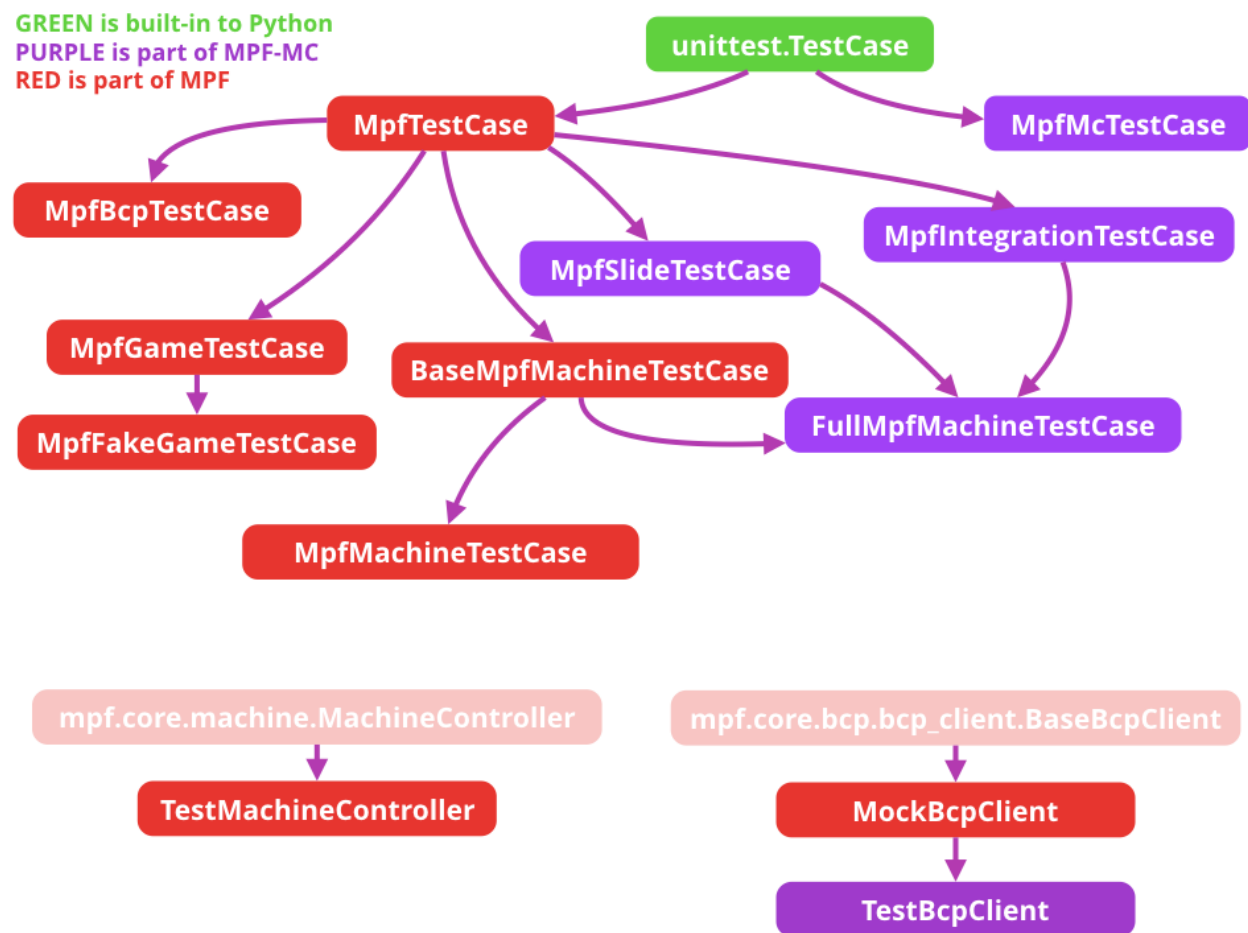 GREEN is built-in to Python
PURPLE is part of MPF-MC
RED is part of MPF
unittest.TestCase
MpfTestCase
MpfMcTestCase
MpfBcpTestCase
MpfIntegrationTestCase
MpfSlideTestCase
MpfGameTestCase
BaseMpfMachineTestCase
FullMpfMachineTestCase
MpfFakeGameTestCase
MpfMachineTestCase
mpf.core.machine.MachineController
mpf.core.bcp.bcp_client.BaseBcpClient
TestMachineController
MockBcpClient
TestBcpClient